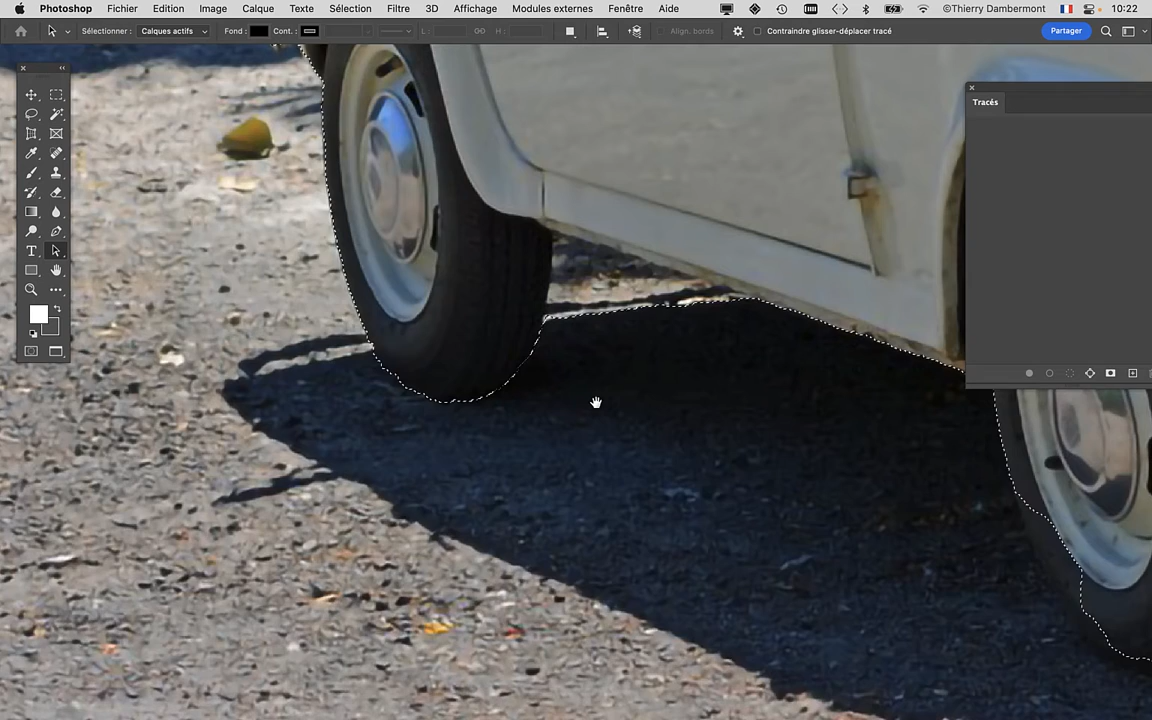 Photoshop Fichier Edition Image Calque Texte Sélection Filtre 3D Affichage Modules externes Fenêtre Aide ©Thierry Dambermont 10:22
Sélectionner : Calques actifs Fond : Cont. : L : H : Align. bords Contraindre glisser-déplacer tracé Partager
Tracés
T